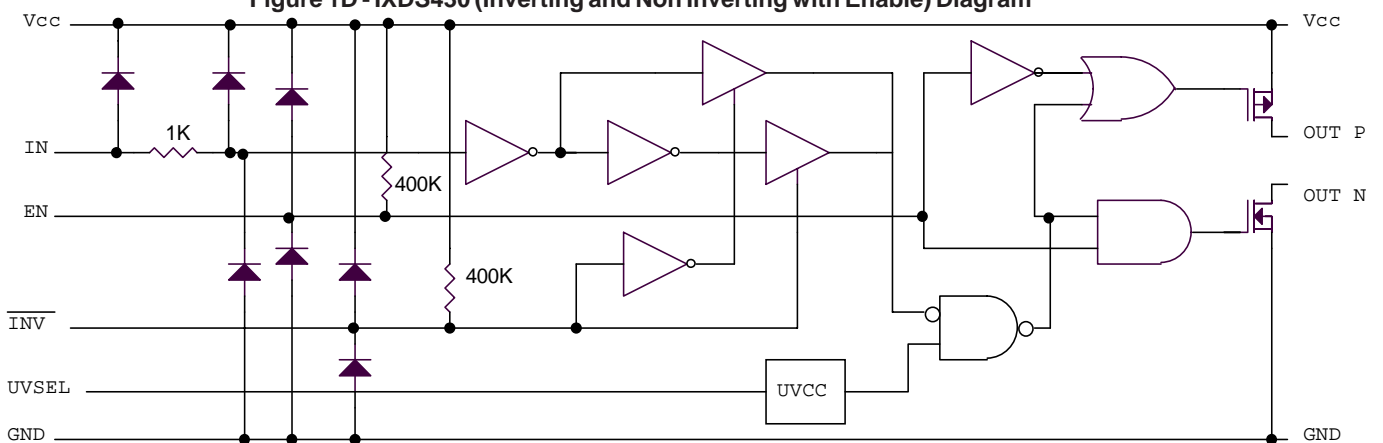 Figure 1D - IXDS430 (Inverting and Non Inverting with Enable) Diagram
Vcc
Vcc
1K
IN
OUT P
400K
EN
OUT N
400K
INV
UVSEL
UVCC
GND
GND